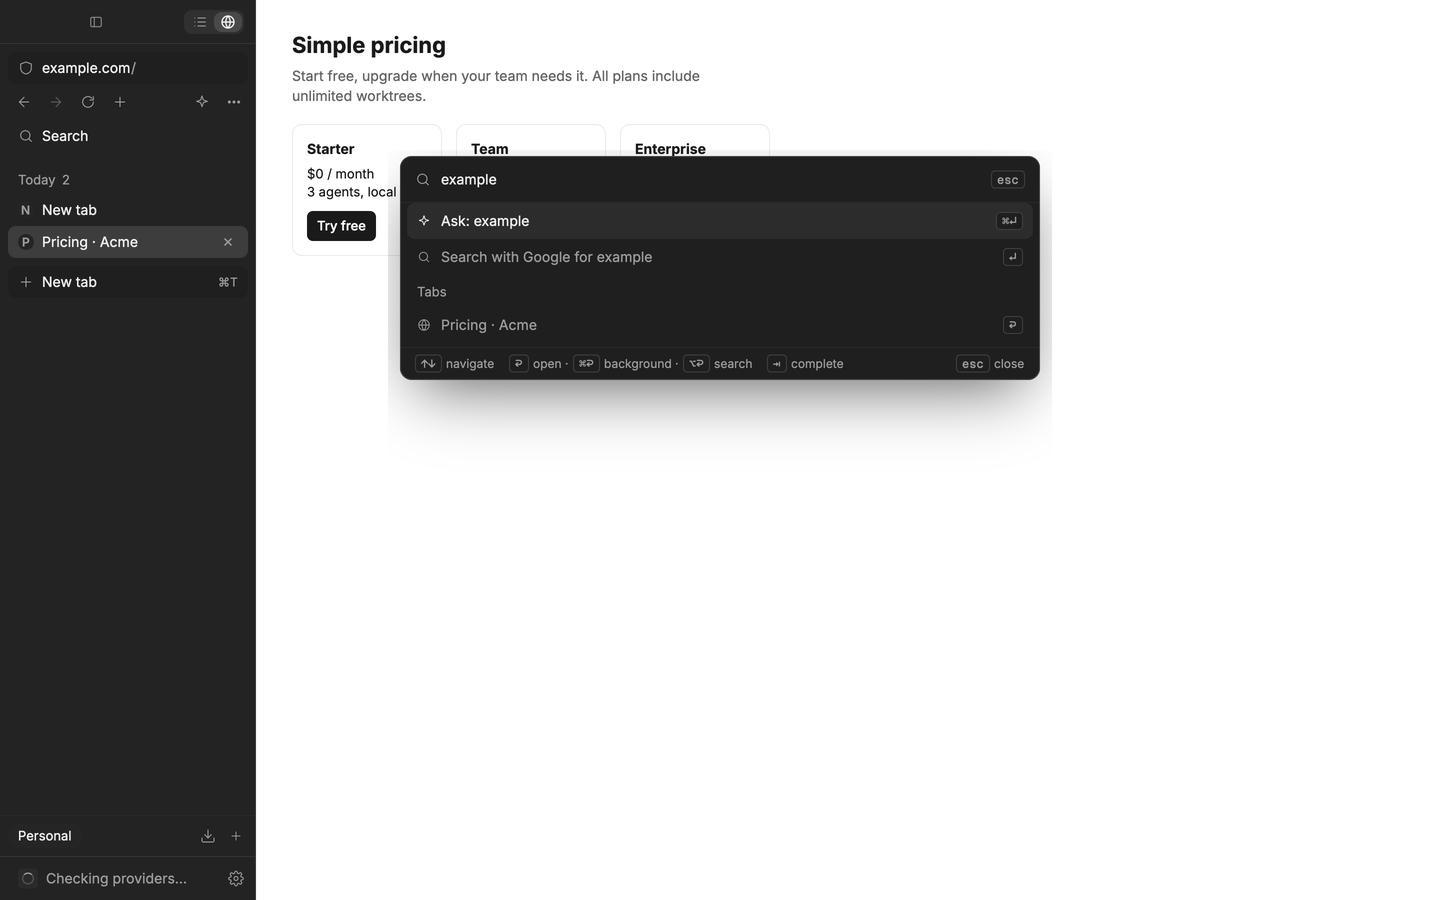 example.com/
Search
Today 2
N New tab
P Pricing · Acme
New tab ⌘T
Personal
Checking providers...
Simple pricing
Start free, upgrade when your team needs it. All plans include
unlimited worktrees.
Starter
$0 / month
3 agents, local
Try free
Team
Enterprise
example esc
Ask: example ⌘↵
Search with Google for example ↵
Tabs
Pricing · Acme
↑↓ navigate open · ⌘ background · ⌥ search ⇥ complete esc close